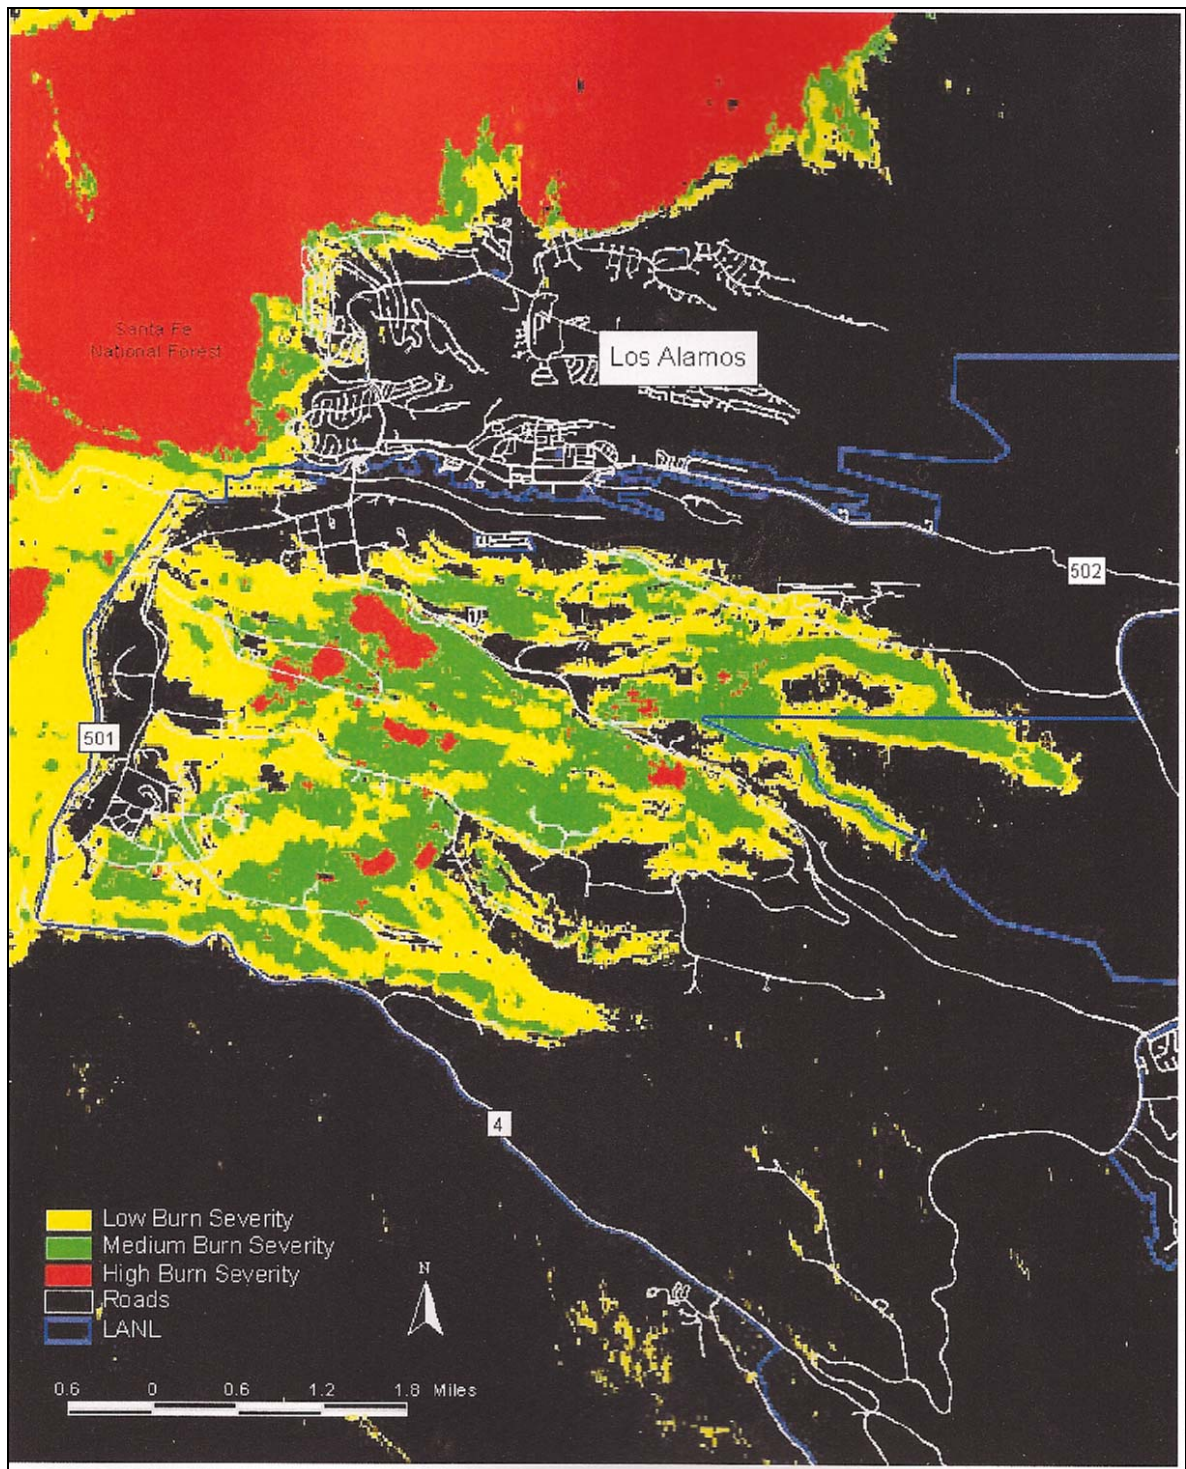 Santa Fe
National Forest
Los Alamos
502
501
4
Low Burn Severity
Medium Burn Severity
High Burn Severity
Roads
LANL
N
0.6 0 0.6 1.2 1.8 Miles